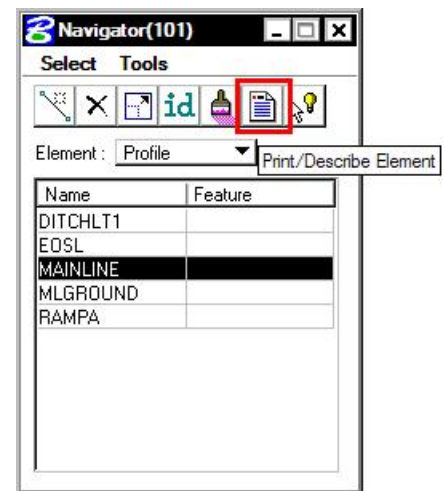 Navigator(101)
Select Tools
id
Element : Profile
Print/Describe Element
Name Feature
DITCHLT1
EOSL
MAINLINE
MLGROUND
RAMPA